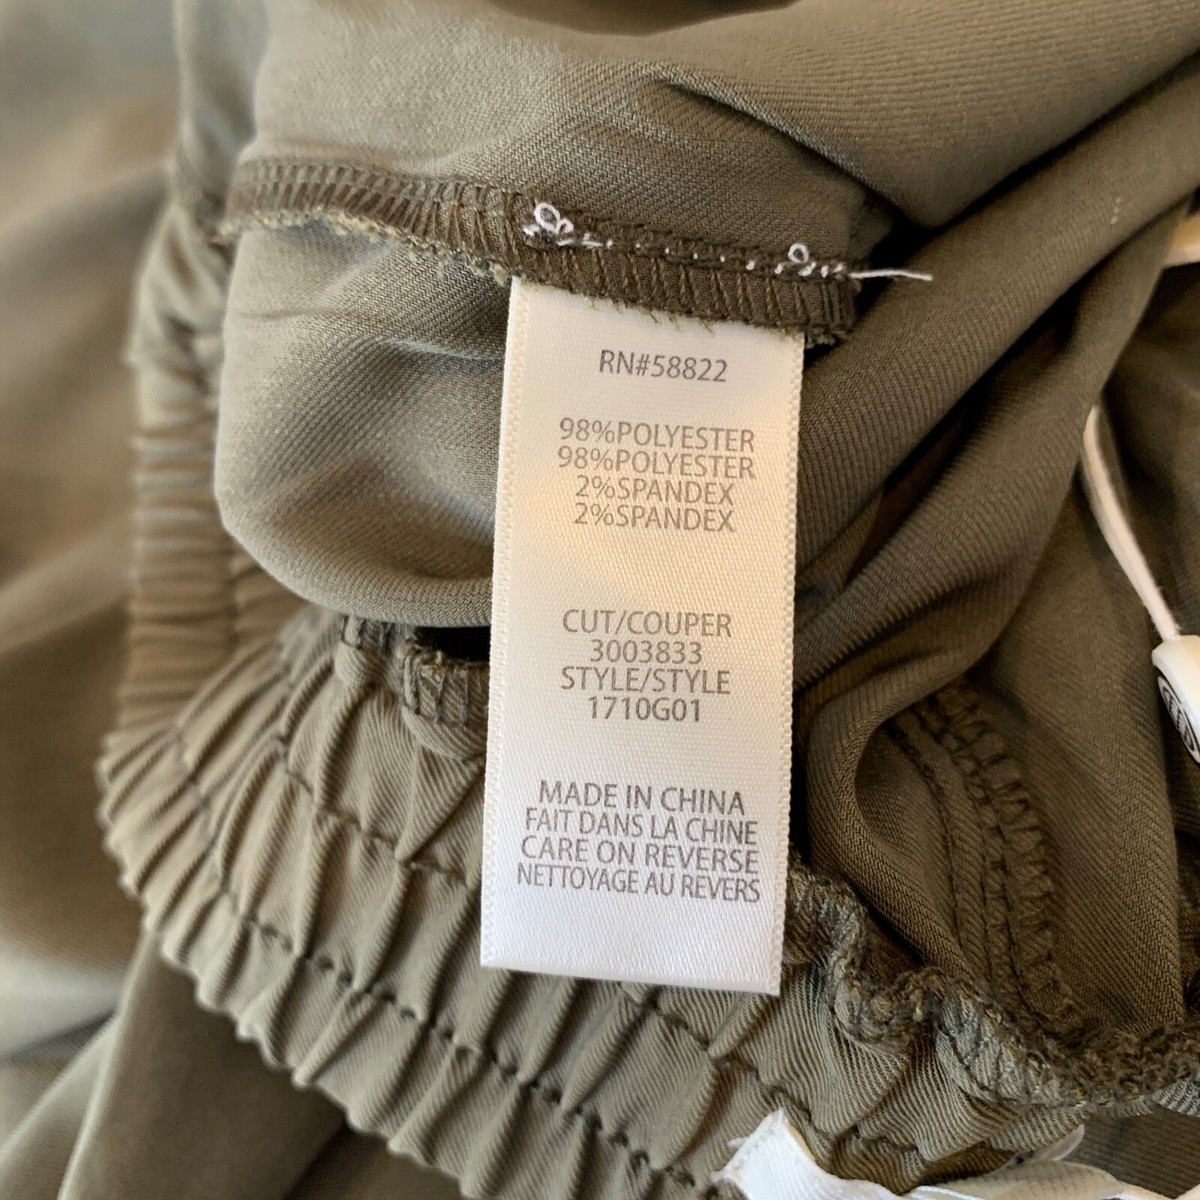 RN#58822
98%POLYESTER
98%POLYESTER
2%SPANDEX
2%SPANDEX
CUT/COUPER
3003833
STYLE/STYLE
1710G01
MADE IN CHINA
FAIT DANS LA CHINE
CARE ON REVERSE
NETTOYAGE AU REVERS